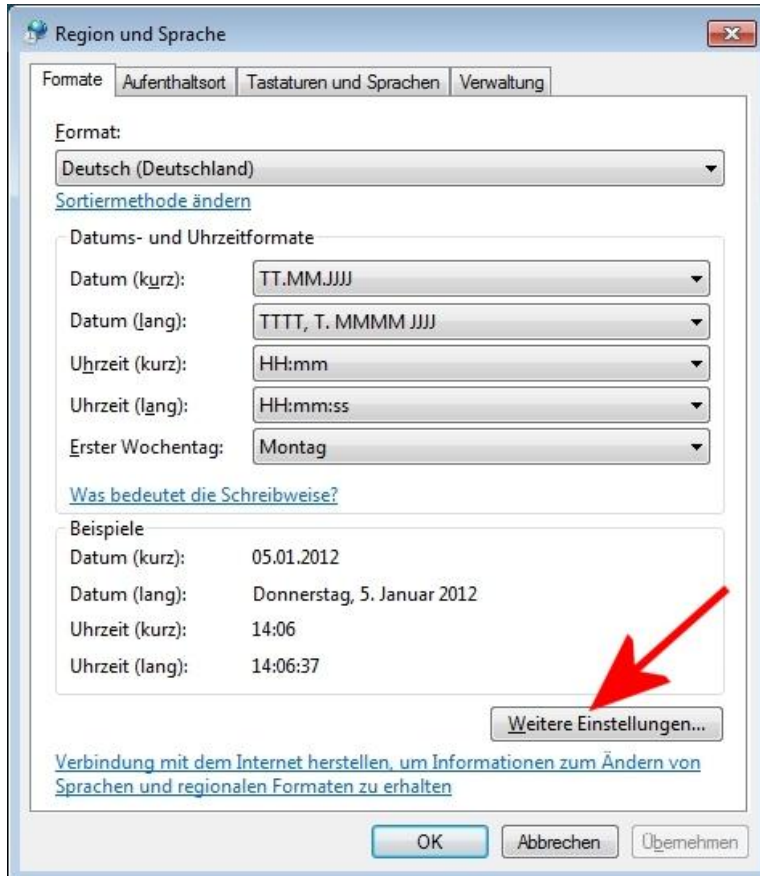 Region und Sprache
Formate Aufenthaltsort Tastaturen und Sprachen Verwaltung
Format:
Deutsch (Deutschland)
Sortiermethode ändern
Datums- und Uhrzeitformate
Datum (kurz): TT.MM.JJJJ
Datum (lang): TTTT, T. MMMM JJJJ
Uhrzeit (kurz): HH:mm
Uhrzeit (lang): HH:mm:ss
Erster Wochentag: Montag
Was bedeutet die Schreibweise?
Beispiele
Datum (kurz): 05.01.2012
Datum (lang): Donnerstag, 5. Januar 2012
Uhrzeit (kurz): 14:06
Uhrzeit (lang): 14:06:37
Weitere Einstellungen...
Verbindung mit dem Internet herstellen, um Informationen zum Ändern von
Sprachen und regionalen Formaten zu erhalten
OK Abbrechen Übernehmen